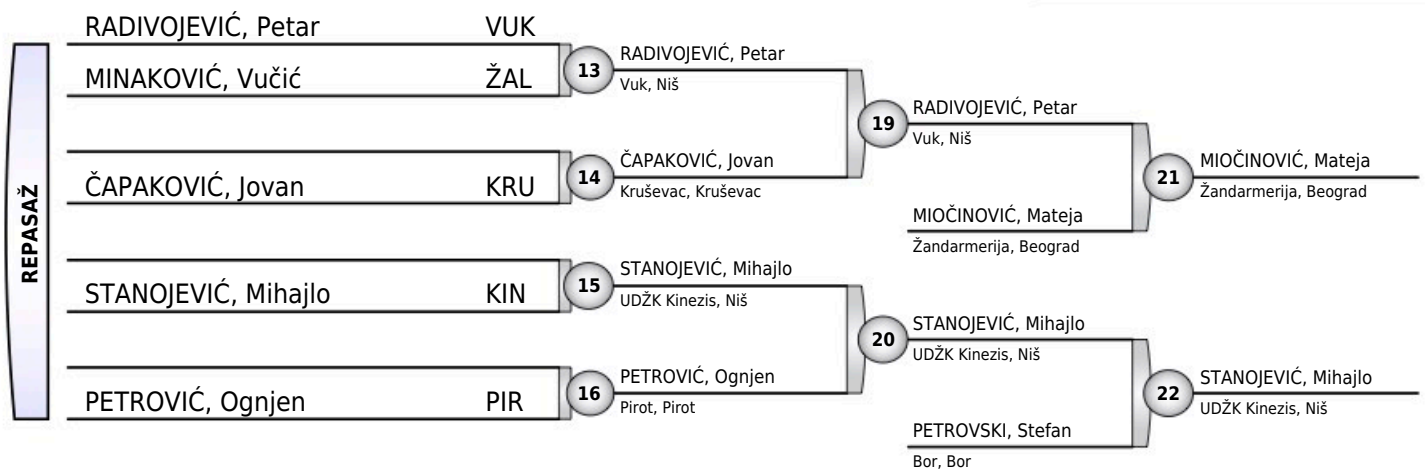 REPASAŽ
RADIVOJEVIĆ, Petar VUK
MINAKOVIĆ, Vučić ŽAL
13
RADIVOJEVIĆ, Petar
Vuk, Niš
ČAPAKOVIĆ, Jovan KRU
14
ČAPAKOVIĆ, Jovan
Kruševac, Kruševac
19
RADIVOJEVIĆ, Petar
Vuk, Niš
MIOČINOVIĆ, Mateja
Žandarmerija, Beograd
21
MIOČINOVIĆ, Mateja
Žandarmerija, Beograd
STANOJEVIĆ, Mihajlo KIN
15
STANOJEVIĆ, Mihajlo
UDŽK Kinezis, Niš
PETROVIĆ, Ognjen PIR
16
PETROVIĆ, Ognjen
Pirot, Pirot
20
STANOJEVIĆ, Mihajlo
UDŽK Kinezis, Niš
PETROVSKI, Stefan
Bor, Bor
22
STANOJEVIĆ, Mihajlo
UDŽK Kinezis, Niš